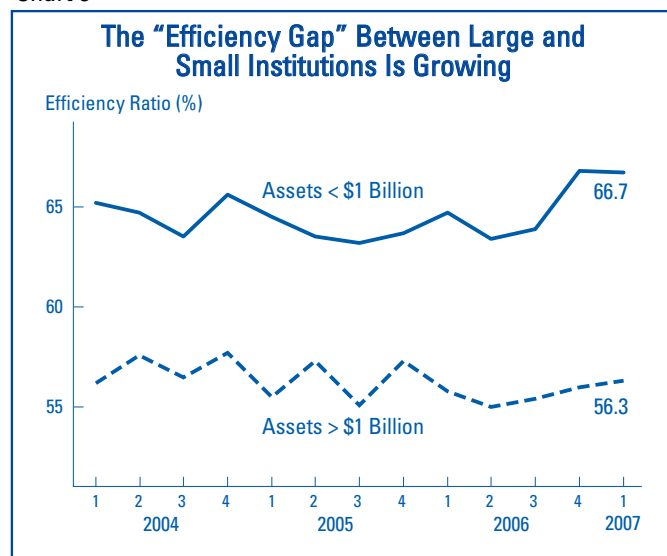 The “Efficiency Gap” Between Large and
Small Institutions Is Growing
Efficiency Ratio (%)
Assets < $1 Billion
66.7
65
60
55
56.3
Assets > $1 Billion
1 2 3 4 1 2 3 4 1 2 3 4 1
2004 2005 2006 2007